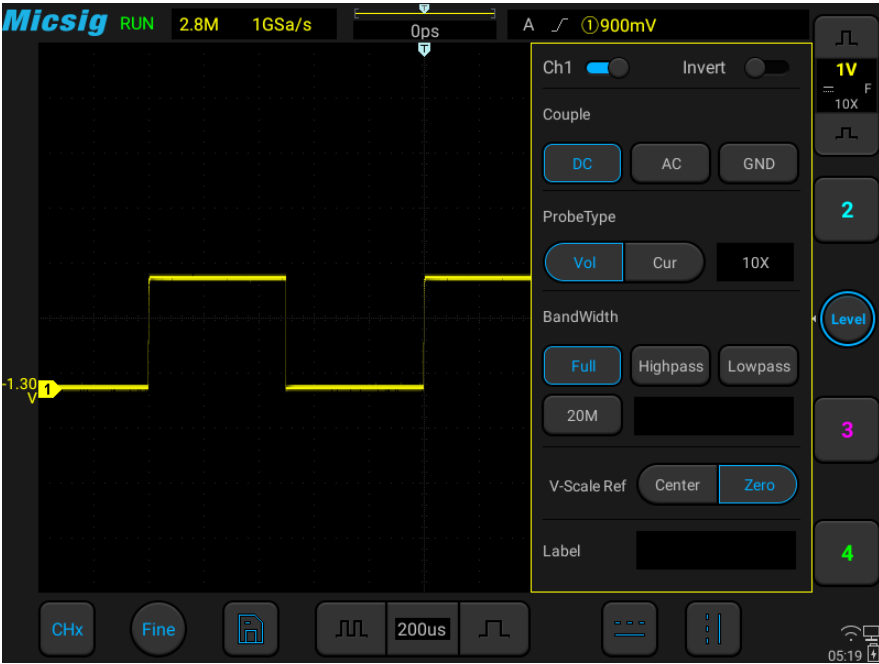 Micsig RUN 2.8M 1GSa/s T 0ps A ①900mV
T
Ch1 Invert
1V
F
10X
Couple
DC AC GND
2
ProbeType
Vol Cur 10X
BandWidth
Level
Full Highpass Lowpass
-1.30 1
V
20M
3
V-Scale Ref Center Zero
Label
4
CHx Fine 200us
05:19